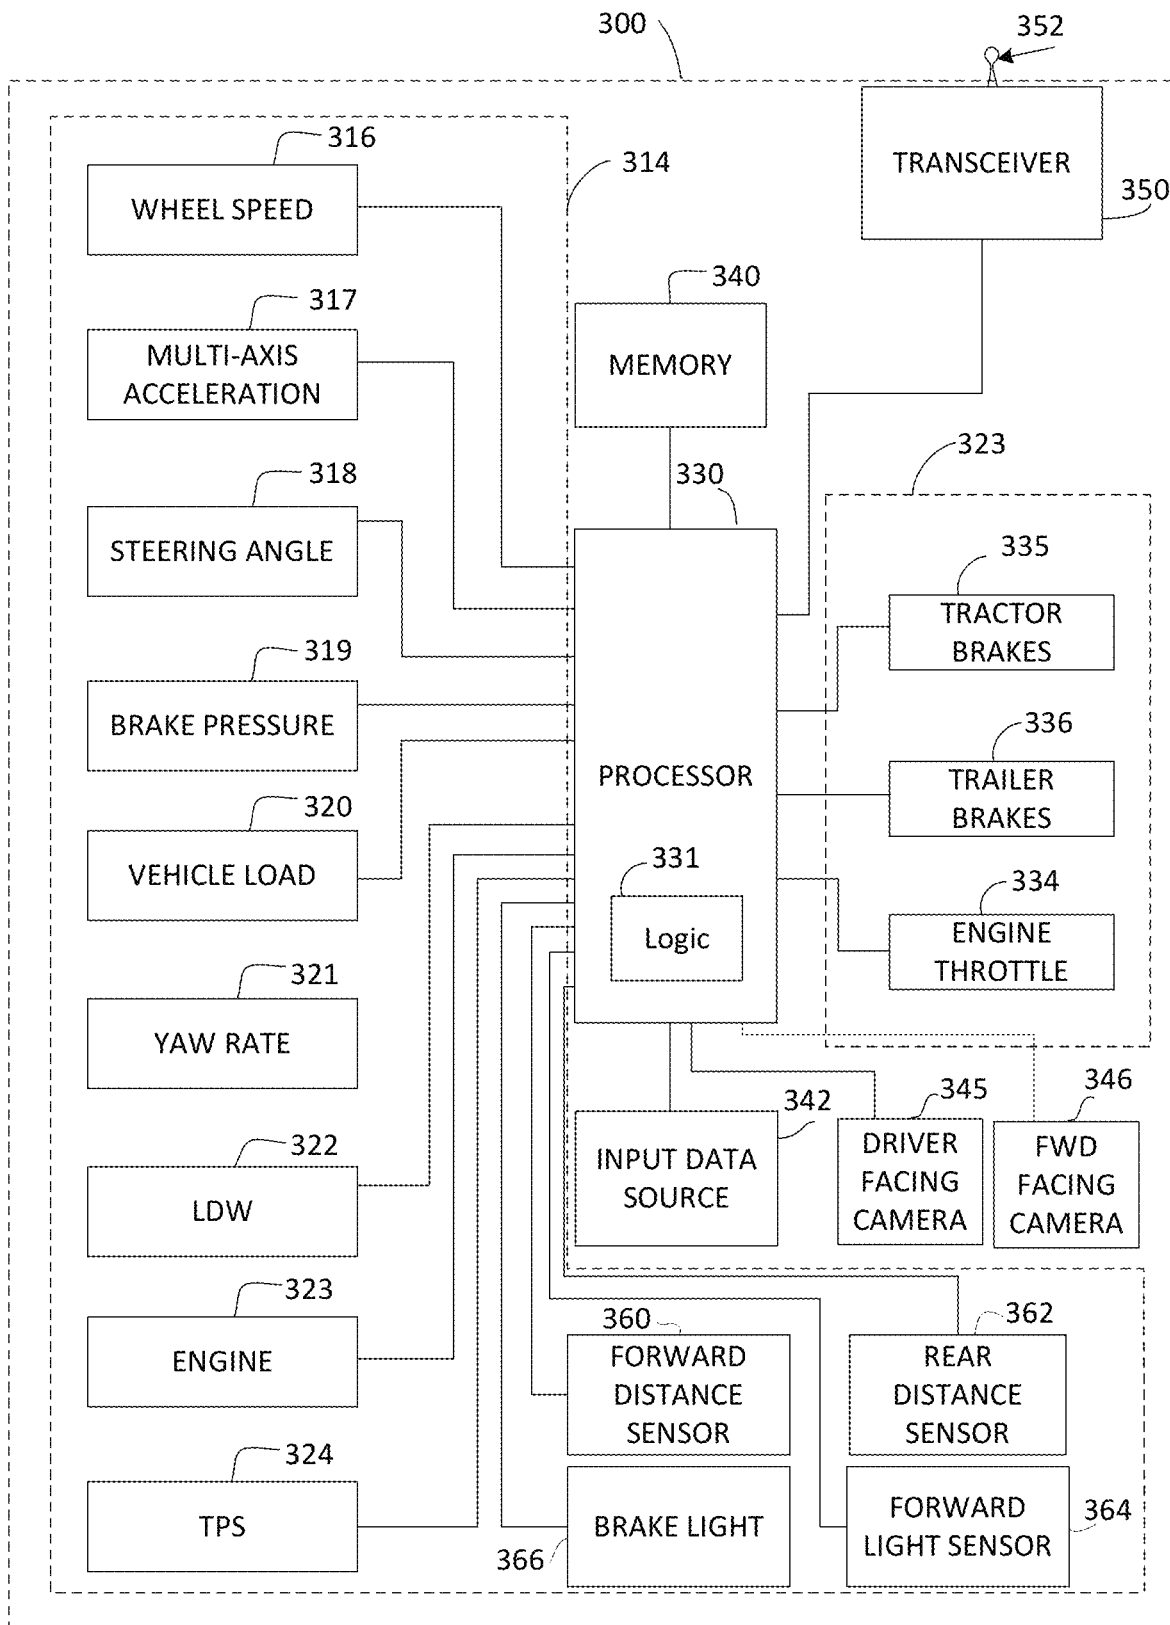 300
352
316
WHEEL SPEED
314
TRANSCEIVER
350
317
MULTI-AXIS
ACCELERATION
340
MEMORY
318
STEERING ANGLE
330
323
335
TRACTOR
BRAKES
319
BRAKE PRESSURE
PROCESSOR
336
TRAILER
BRAKES
320
VEHICLE LOAD
331
Logic
334
ENGINE
THROTTLE
321
YAW RATE
322
LDW
342
INPUT DATA
SOURCE
345
DRIVER
FACING
CAMERA
346
FWD
FACING
CAMERA
323
ENGINE
360
FORWARD
DISTANCE
SENSOR
362
REAR
DISTANCE
SENSOR
324
TPS
BRAKE LIGHT
366
FORWARD
LIGHT SENSOR
364